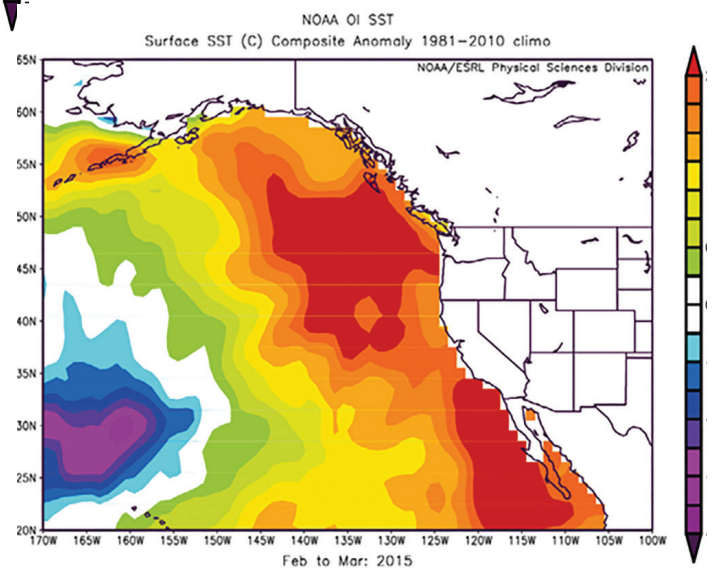 NOAA OI SST
Surface SST (C) Composite Anomaly 1981-2010 climo
NOAA/ESRL Physical Sciences Division
65N
60N
55N
50N
45N
40N
35N
30N
25N
20N
170W 165W 160W 155W 150W 145W 140W 135W 130W 125W 120W 115W 110W 105W 100W
Feb to Mar: 2015